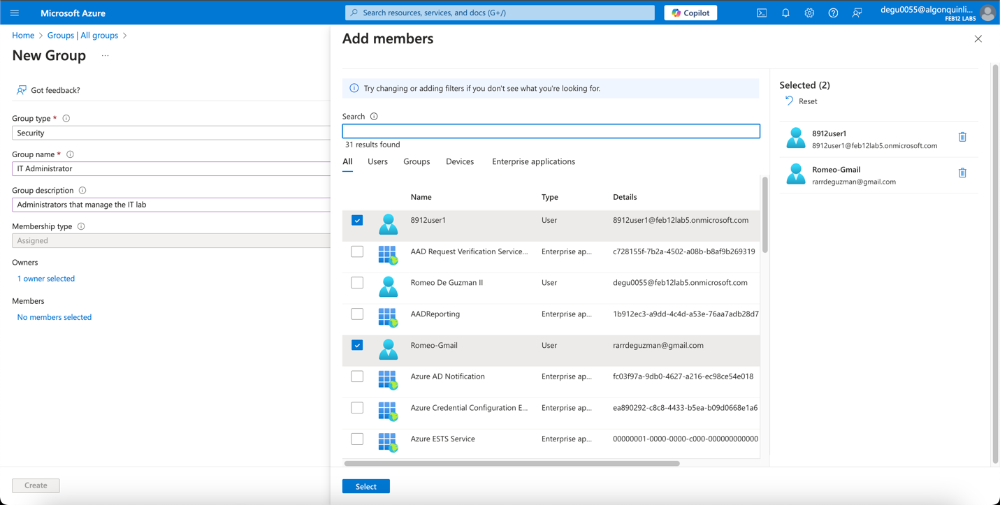 Microsoft Azure
Search resources, services, and docs (G+/)
Copilot
degu0055@algonquinli...
FEB12 LAB5
Home > Groups | All groups >
New Group ...
Got feedback?
Group type *
Security
Group name *
IT Administrator
Group description
Administrators that manage the IT lab
Membership type
Assigned
Owners
1 owner selected
Members
No members selected
Create
Add members
Try changing or adding filters if you don't see what you're looking for.
Search
31 results found
All Users Groups Devices Enterprise applications
Name Type Details
8912user1 User 8912user1@feb12lab5.onmicrosoft.com
AAD Request Verification Service... Enterprise ap... c728155f-7b2a-4502-a08b-b8af9b269319
Romeo De Guzman II User degu0055@feb12lab5.onmicrosoft.com
AADReporting Enterprise ap... 1b912ec3-a9dd-4c4d-a53e-76aa7adb28d7
Romeo-Gmail User rarrdeguzman@gmail.com
Azure AD Notification Enterprise ap... fc03f97a-9db0-4627-a216-ec98ce54e018
Azure Credential Configuration E... Enterprise ap... ea890292-c8c8-4433-b5ea-b09d0668e1a6
Azure ESTS Service Enterprise ap... 00000001-0000-0000-c000-000000000000
Select
Selected (2)
Reset
8912user1
8912user1@feb12lab5.onmicrosoft.com
Romeo-Gmail
rarrdeguzman@gmail.com